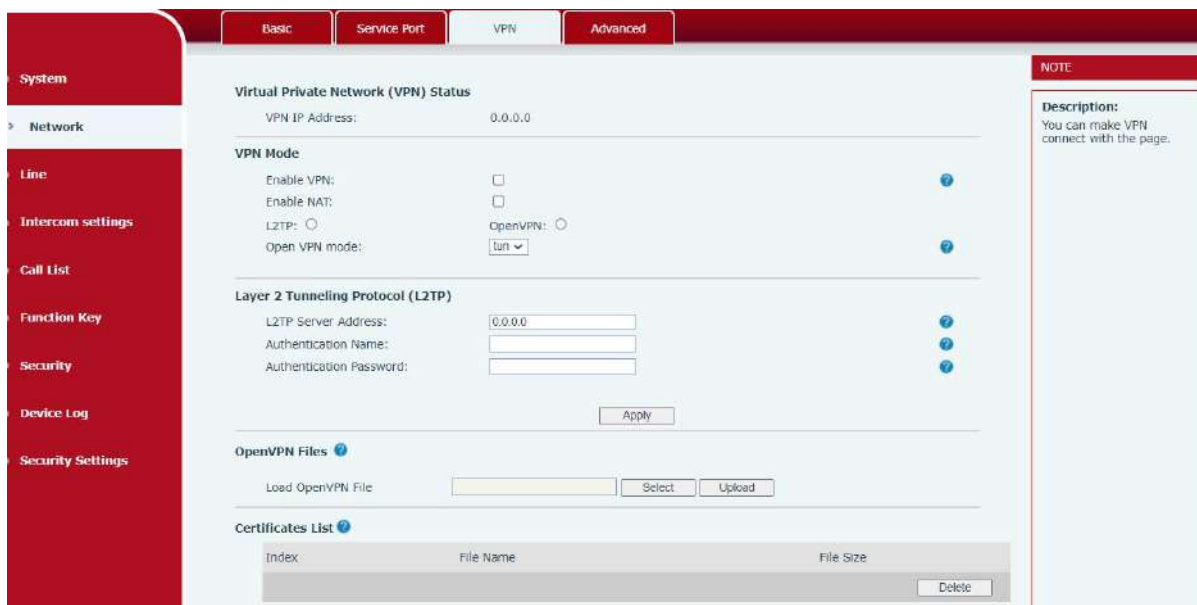 Basic
Service Port
VPN
Advanced
System
Network
Line
Intercom settings
Call List
Function Key
Security
Device Log
Security Settings
Virtual Private Network (VPN) Status
VPN IP Address: 0.0.0.0
VPN Mode
Enable VPN:
Enable NAT:
L2TP: OpenVPN:
Open VPN mode: tun
Layer 2 Tunneling Protocol (L2TP)
L2TP Server Address: 0.0.0.0
Authentication Name:
Authentication Password:
Apply
OpenVPN Files ?
Load OpenVPN File Select Upload
Certificates List ?
Index File Name File Size
Delete
NOTE
Description:
You can make VPN
connect with the page.